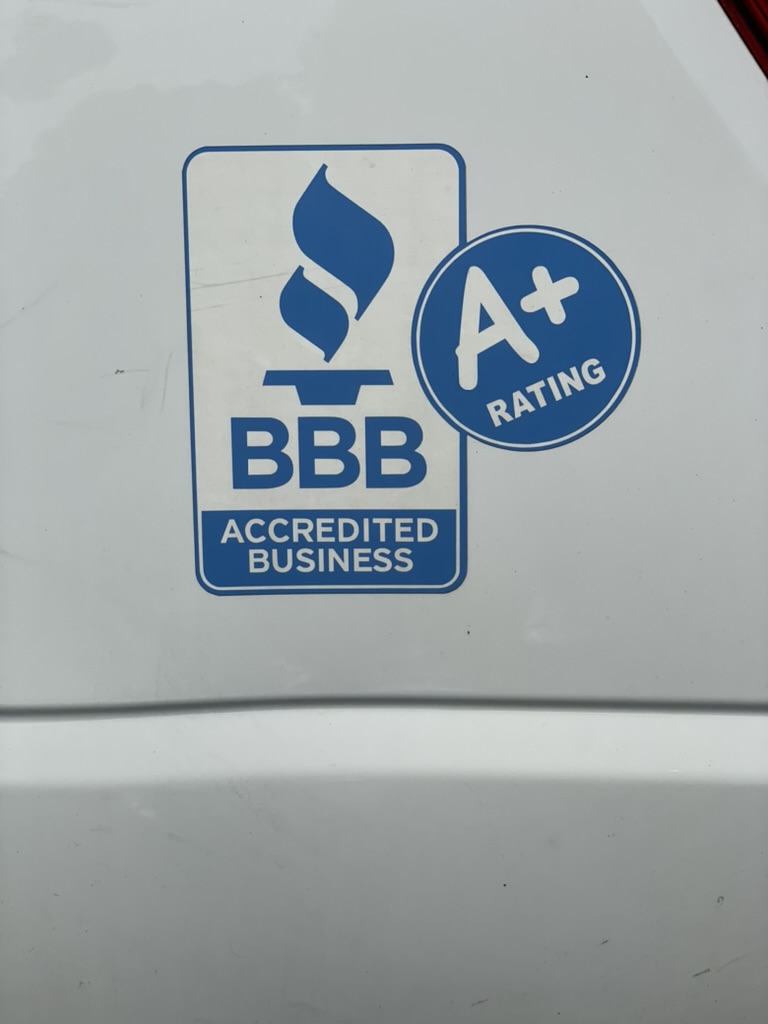 A+
RATING
BBB
ACCREDITED
BUSINESS